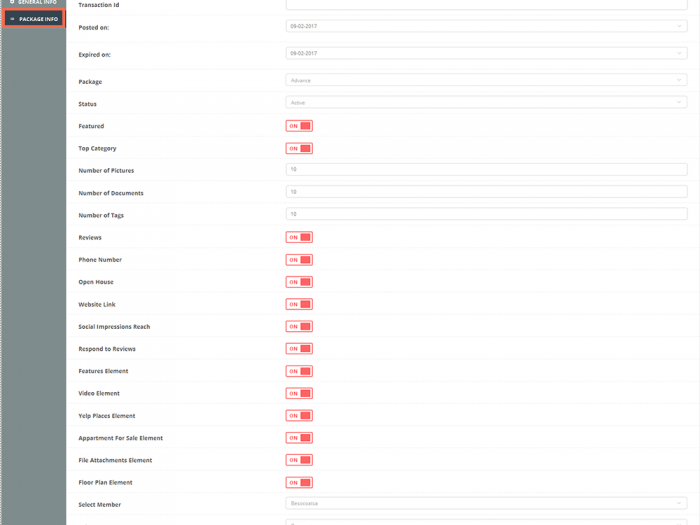 GENERAL INFO
PACKAGE INFO
Transaction Id
Posted on: 08-02-2017
Expired on: 09-02-2017
Package Advance
Status Active
Featured ON
Top Category ON
Number of Pictures 10
Number of Documents 10
Number of Tags 10
Reviews ON
Phone Number ON
Open House ON
Website Link ON
Social Impressions Reach ON
Respond to Reviews ON
Features Element ON
Video Element ON
Yelp Places Element ON
Appartment For Sale Element ON
File Attachments Element ON
Floor Plan Element ON
Select Member